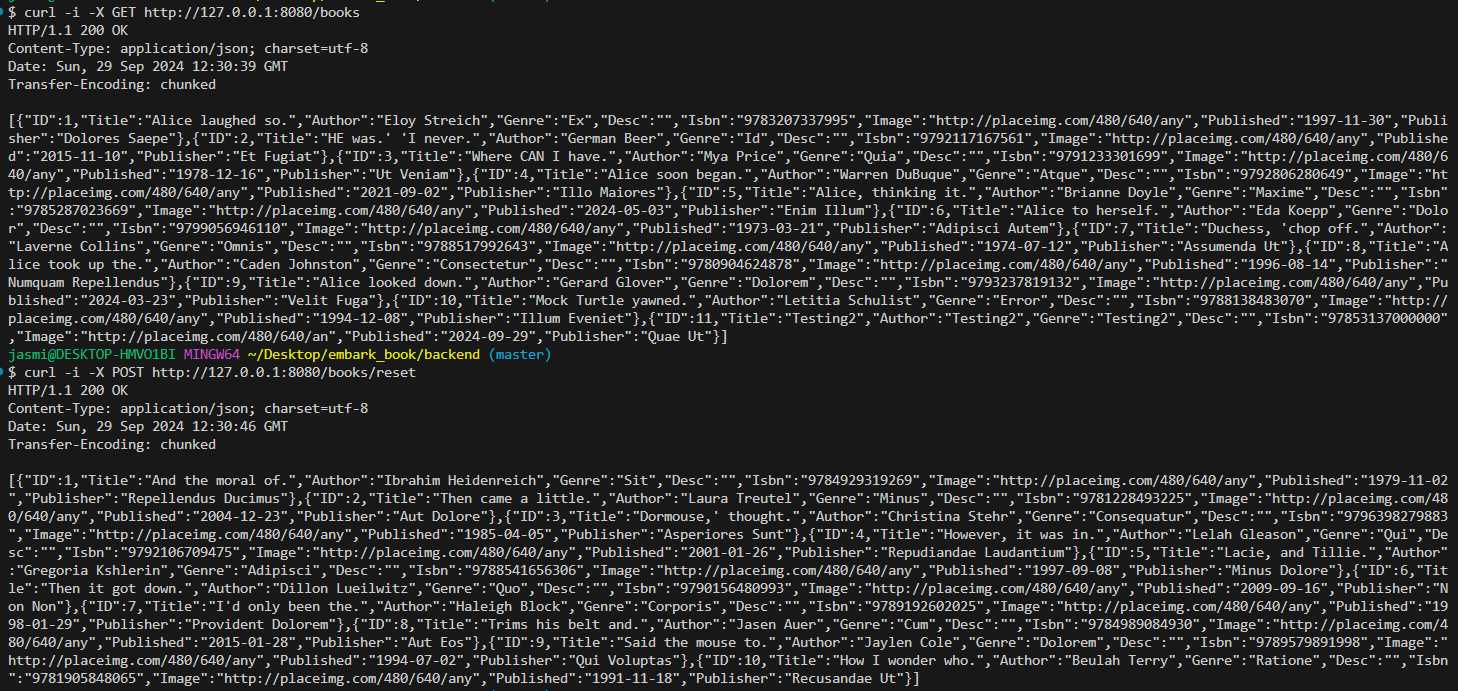 $ curl -i -X GET http://127.0.0.1:8080/books
HTTP/1.1 200 OK
Content-Type: application/json; charset=utf-8
Date: Sun, 29 Sep 2024 12:30:39 GMT
Transfer-Encoding: chunked
[{"ID":1,"Title":"Alice laughed so.","Author":"Eloy Streich","Genre":"Ex","Desc":"","Isbn":"9783207337995","Image":"http://placeimg.com/480/640/any","Published":"1997-11-30","Publi
sher":"Dolores Saepe"},{"ID":2,"Title":"HE was.' 'I never.","Author":"German Beer","Genre":"Id","Desc":"","Isbn":"9792117167561","Image":"http://placeimg.com/480/640/any","Publishe
d":"2015-11-10","Publisher":"Et Fugiat"},{"ID":3,"Title":"Where CAN I have.","Author":"Mya Price","Genre":"Quia","Desc":"","Isbn":"9791233301699","Image":"http://placeimg.com/480/6
40/any","Published":"1978-12-16","Publisher":"Ut Veniam"},{"ID":4,"Title":"Alice soon began.","Author":"Warren DuBuque","Genre":"Atque","Desc":"","Isbn":"9792806280649","Image":"ht
tp://placeimg.com/480/640/any","Published":"2021-09-02","Publisher":"Illo Maiores"},{"ID":5,"Title":"Alice, thinking it.","Author":"Brianne Doyle","Genre":"Maxime","Desc":"","Isbn"
:"9785287023669","Image":"http://placeimg.com/480/640/any","Published":"2024-05-03","Publisher":"Enim Illum"},{"ID":6,"Title":"Alice to herself.","Author":"Eda Koepp","Genre":"Dolo
r","Desc":"","Isbn":"9799056946110","Image":"http://placeimg.com/480/640/any","Published":"1973-03-21","Publisher":"Adipisci Autem"},{"ID":7,"Title":"Duchess, 'chop off.","Author":
"Laverne Collins","Genre":"Omnis","Desc":"","Isbn":"9788517992643","Image":"http://placeimg.com/480/640/any","Published":"1974-07-12","Publisher":"Assumenda Ut"},{"ID":8,"Title":"A
lice took up the.","Author":"Caden Johnston","Genre":"Consectetur","Desc":"","Isbn":"9780904624878","Image":"http://placeimg.com/480/640/any","Published":"1996-08-14","Publisher":"
Numquam Repellendus"},{"ID":9,"Title":"Alice looked down.","Author":"Gerard Glover","Genre":"Dolorem","Desc":"","Isbn":"9793237819132","Image":"http://placeimg.com/480/640/any","Pu
blished":"2024-03-23","Publisher":"Velit Fuga"},{"ID":10,"Title":"Mock Turtle yawned.","Author":"Letitia Schulist","Genre":"Error","Desc":"","Isbn":"9788138483070","Image":"http://
placeimg.com/480/640/any","Published":"1994-12-08","Publisher":"Illum Eveniet"},{"ID":11,"Title":"Testing2","Author":"Testing2","Genre":"Testing2","Desc":"","Isbn":"97853137000000"
,"Image":"http://placeimg.com/480/640/an","Published":"2024-09-29","Publisher":"Quae Ut"}]
jasmi@DESKTOP-HMVO1BI MINGW64 ~/Desktop/embark_book/backend (master)
$ curl -i -X POST http://127.0.0.1:8080/books/reset
HTTP/1.1 200 OK
Content-Type: application/json; charset=utf-8
Date: Sun, 29 Sep 2024 12:30:46 GMT
Transfer-Encoding: chunked
[{"ID":1,"Title":"And the moral of.","Author":"Ibrahim Heidenreich","Genre":"Sit","Desc":"","Isbn":"9784929319269","Image":"http://placeimg.com/480/640/any","Published":"1979-11-02
","Publisher":"Repellendus Ducimus"},{"ID":2,"Title":"Then came a little.","Author":"Laura Treutel","Genre":"Minus","Desc":"","Isbn":"9781228493225","Image":"http://placeimg.com/48
0/640/any","Published":"2004-12-23","Publisher":"Aut Dolore"},{"ID":3,"Title":"Dormouse,' thought.","Author":"Christina Stehr","Genre":"Consequatur","Desc":"","Isbn":"9796398279883
","Image":"http://placeimg.com/480/640/any","Published":"1985-04-05","Publisher":"Asperiores Sunt"},{"ID":4,"Title":"However, it was in.","Author":"Lelah Gleason","Genre":"Qui","De
sc":"","Isbn":"9792106709475","Image":"http://placeimg.com/480/640/any","Published":"2001-01-26","Publisher":"Repudiandae Laudantium"},{"ID":5,"Title":"Lacie, and Tillie.","Author"
:"Gregoria Kshlerin","Genre":"Adipisci","Desc":"","Isbn":"9788541656306","Image":"http://placeimg.com/480/640/any","Published":"1997-09-08","Publisher":"Minus Dolore"},{"ID":6,"Tit
le":"Then it got down.","Author":"Dillon Lueilwitz","Genre":"Quo","Desc":"","Isbn":"9790156480993","Image":"http://placeimg.com/480/640/any","Published":"2009-09-16","Publisher":"N
on Non"},{"ID":7,"Title":"I'd only been the.","Author":"Haleigh Block","Genre":"Corporis","Desc":"","Isbn":"9789192602025","Image":"http://placeimg.com/480/640/any","Published":"19
98-01-29","Publisher":"Provident Dolorem"},{"ID":8,"Title":"Trims his belt and.","Author":"Jasen Auer","Genre":"Cum","Desc":"","Isbn":"9784989084930","Image":"http://placeimg.com/4
80/640/any","Published":"2015-01-28","Publisher":"Aut Eos"},{"ID":9,"Title":"Said the mouse to.","Author":"Jaylen Cole","Genre":"Dolorem","Desc":"","Isbn":"9789579891998","Image":"
http://placeimg.com/480/640/any","Published":"1994-07-02","Publisher":"Qui Voluptas"},{"ID":10,"Title":"How I wonder who.","Author":"Beulah Terry","Genre":"Ratione","Desc":"","Isbn
":"9781905848065","Image":"http://placeimg.com/480/640/any","Published":"1991-11-18","Publisher":"Recusandae Ut"}]